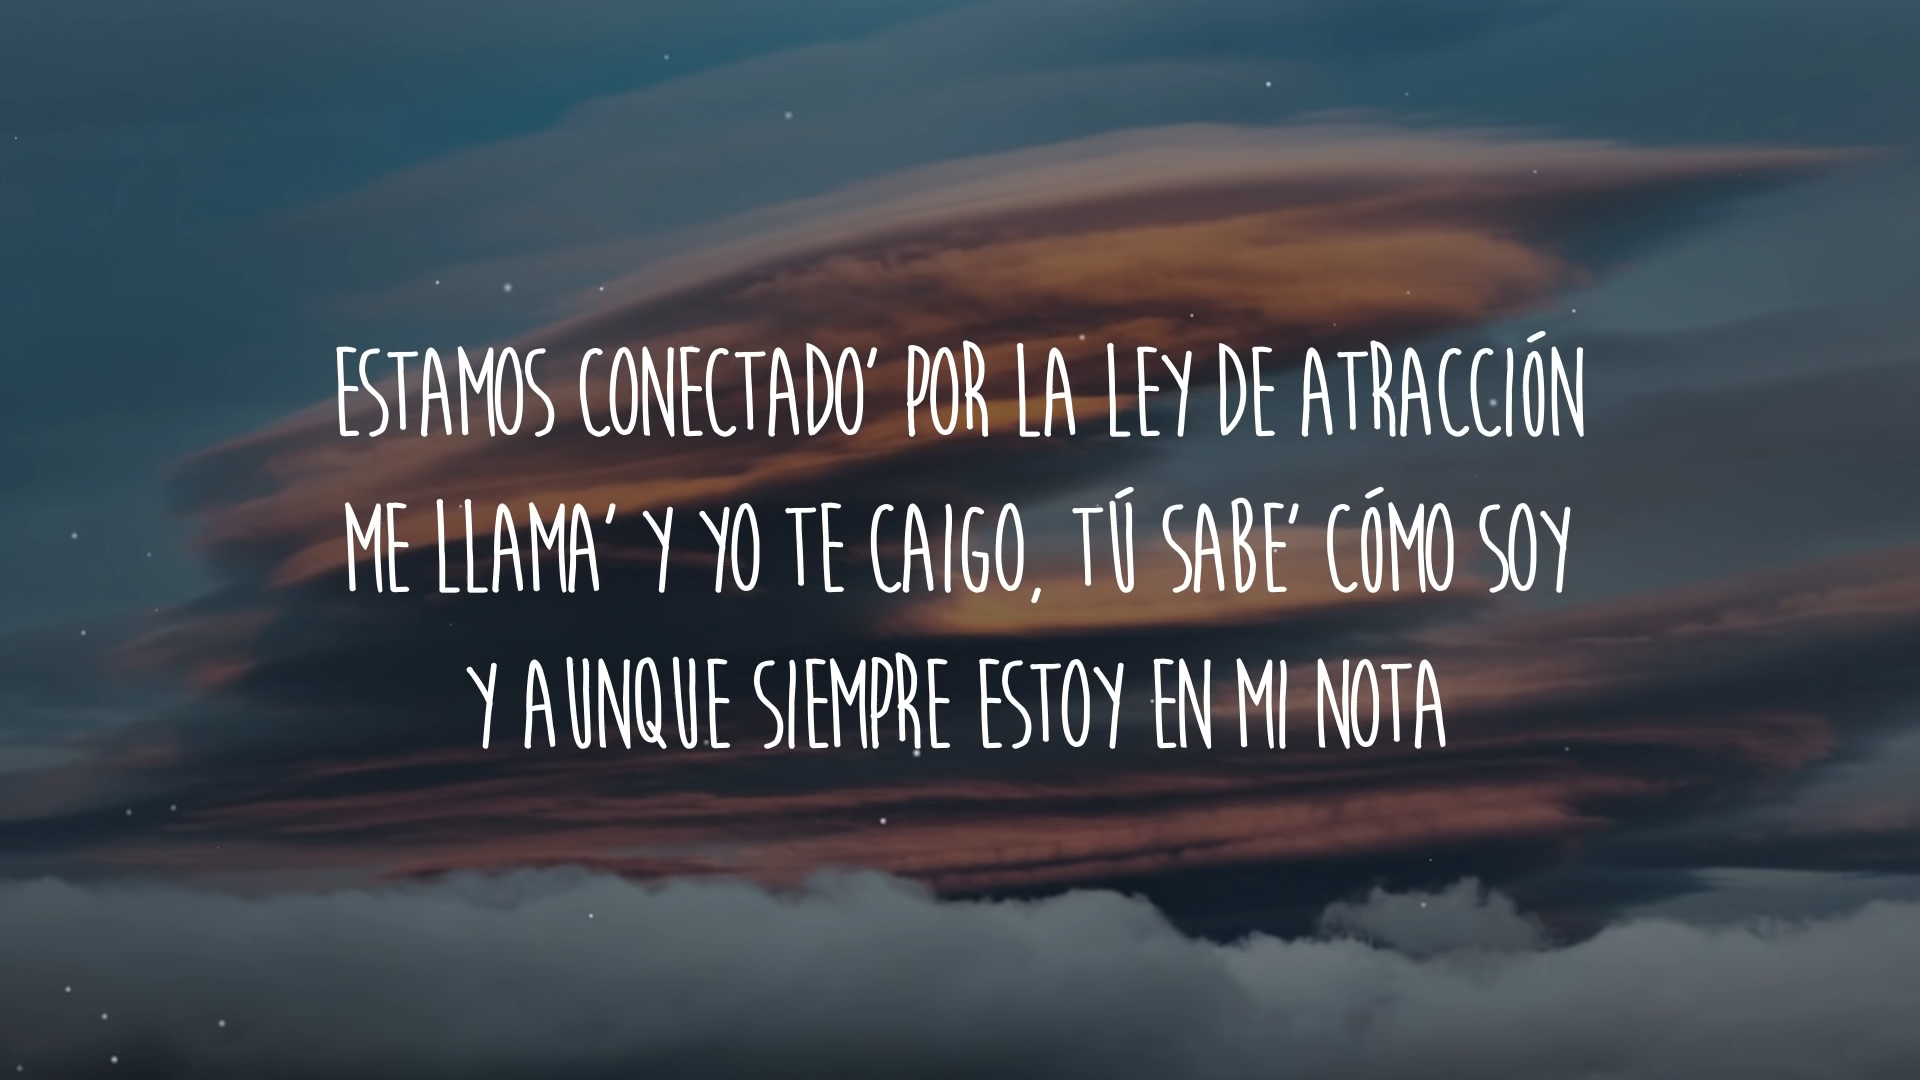 ESTAMOS CONECTADO' POR LA LEY DE ATRACCIÓN
ME LLAMA' Y YO TE CAIGO, TÚ SABE' CÓMO SOY
Y AUNQUE SIEMPRE ESTOY EN MI NOTA